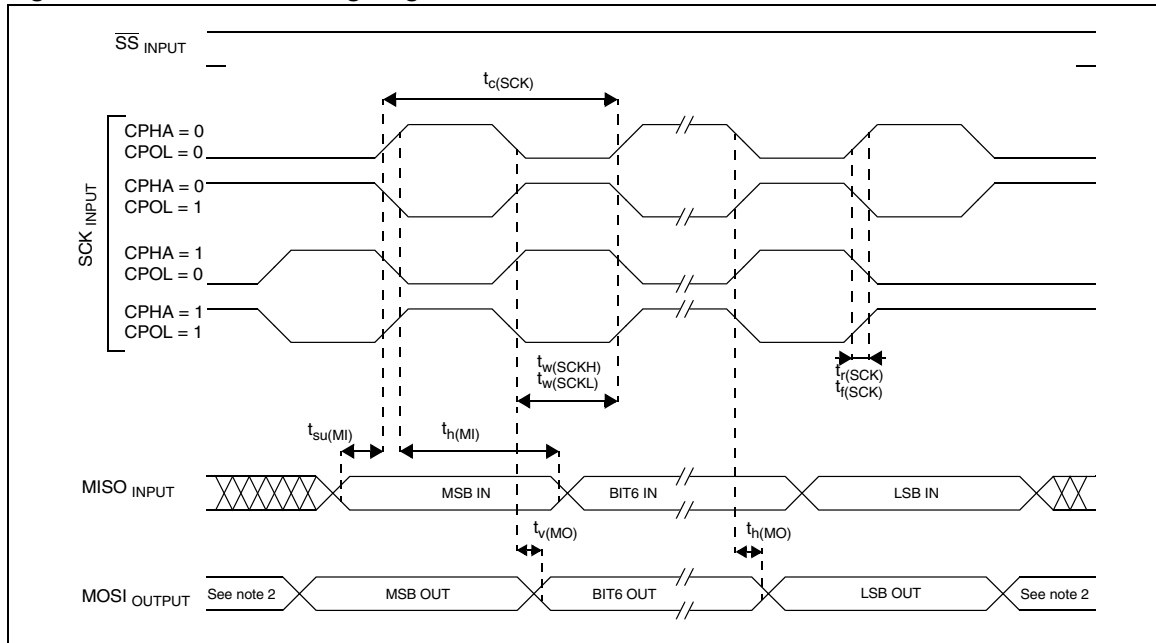 SS INPUT
tc(SCK)
SCK INPUT
CPHA = 0
CPOL = 0
CPHA = 0
CPOL = 1
CPHA = 1
CPOL = 0
CPHA = 1
CPOL = 1
tw(SCKH)
tw(SCKL)
tr(SCK)
tf(SCK)
tsu(MI)
th(MI)
MISO INPUT
MSB IN
BIT6 IN
LSB IN
tv(MO)
th(MO)
MOSI OUTPUT
See note 2
MSB OUT
BIT6 OUT
LSB OUT
See note 2